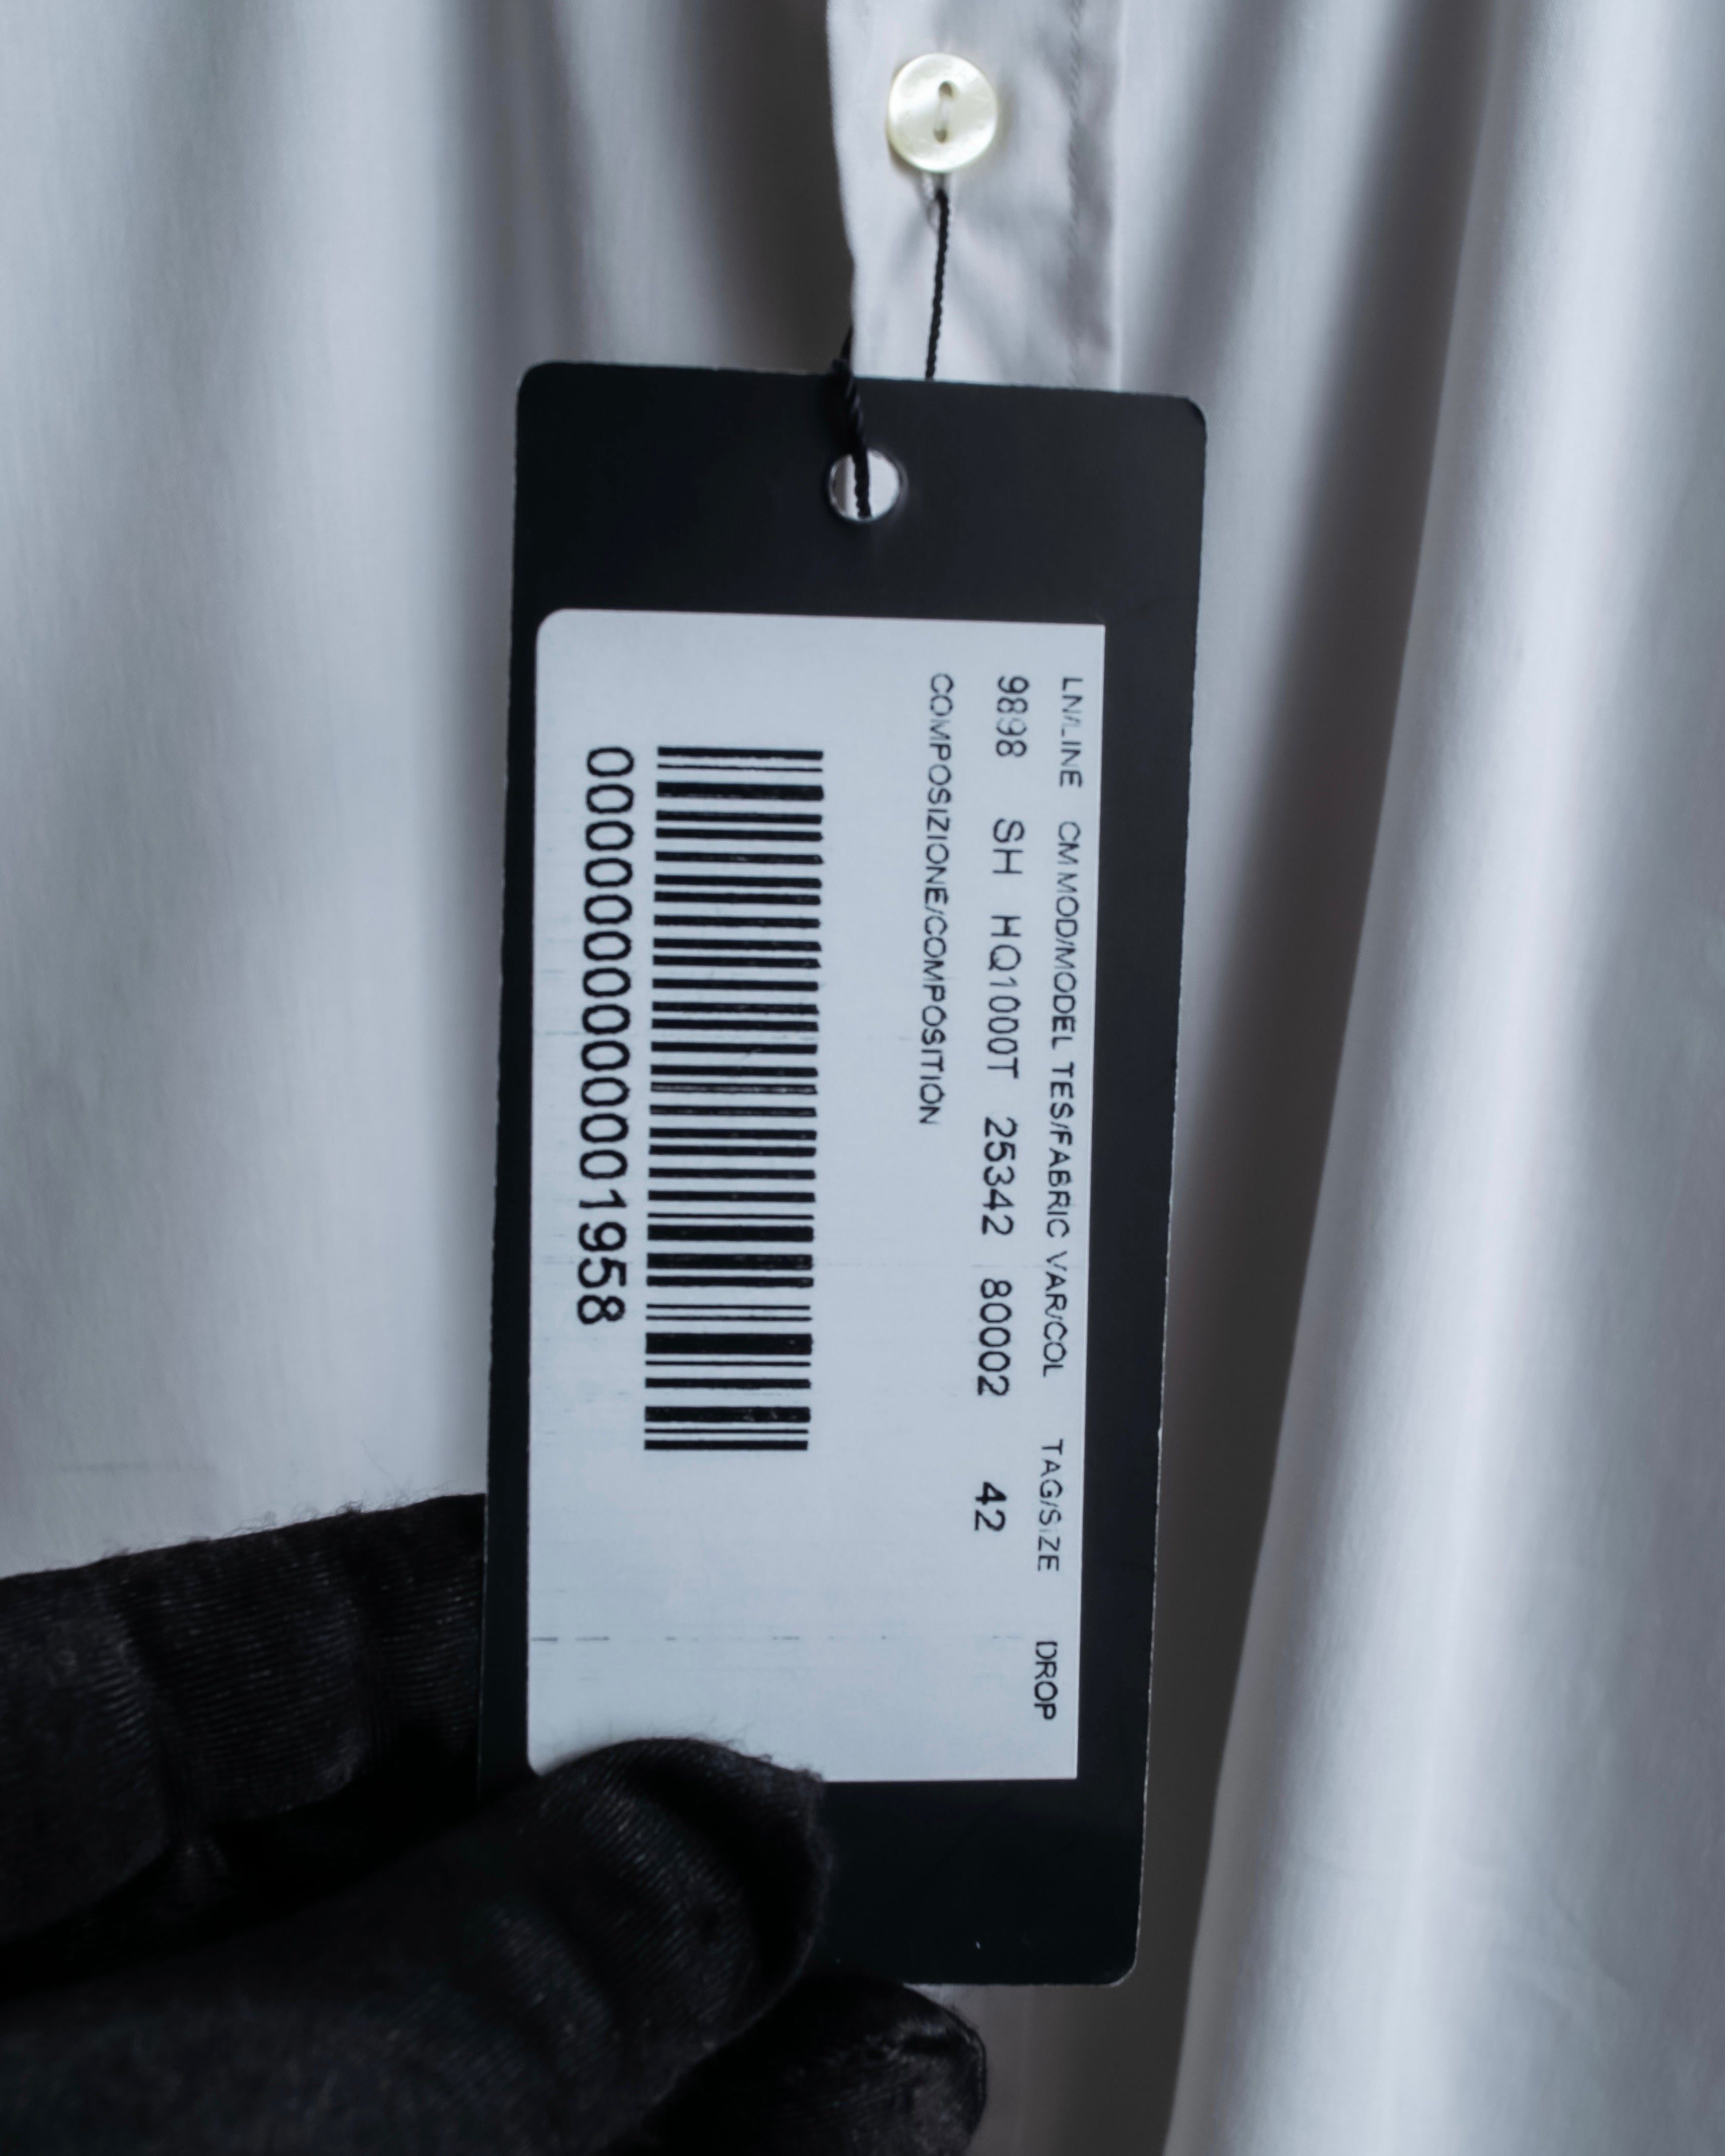 LN/LINE CM MOD/MODEL TES/FABRIC VAR/COL TAG/SIZE DROP
9898 SH HQ1000T 25342 80002 42
COMPOSIZIONE/COMPOSITION
00000000000001958